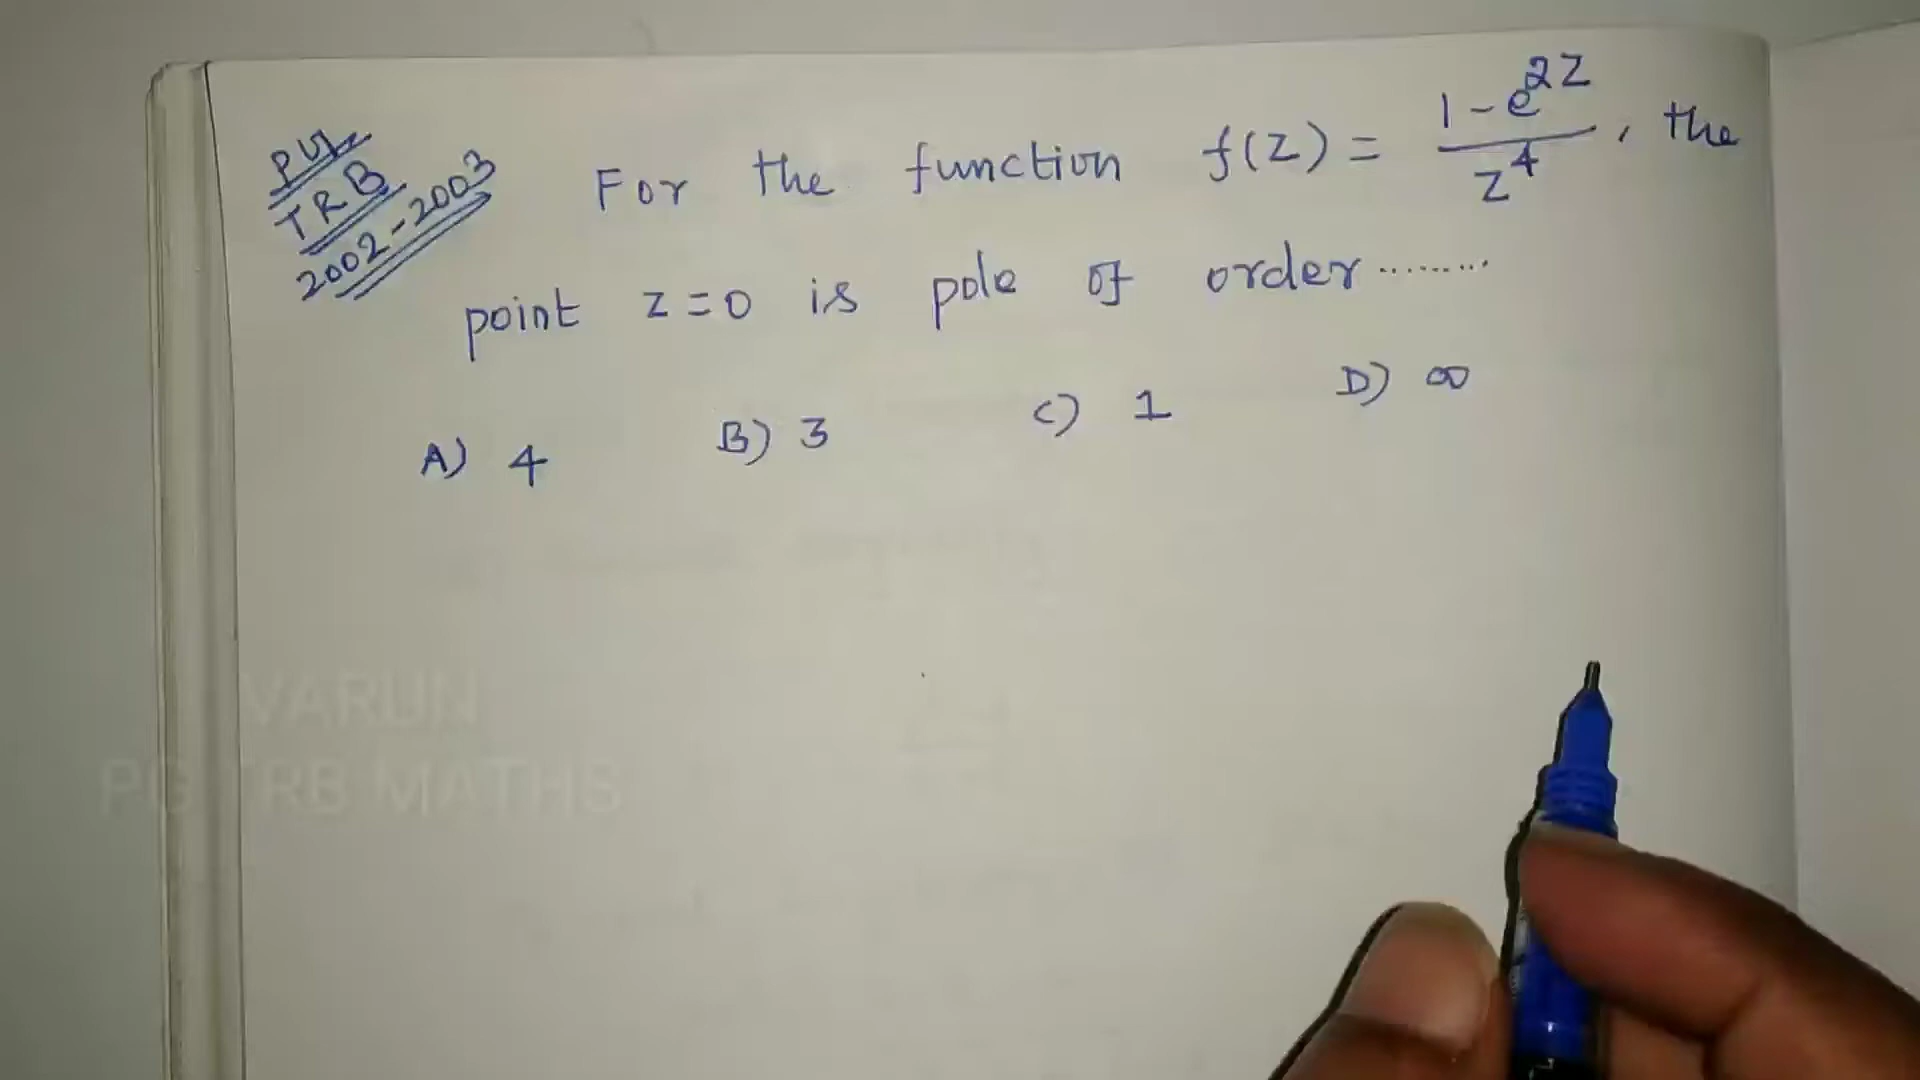 PYQ
TRB
2002-2003
For the function f(z) = 1-e^2z / z^4, the
point z=0 is pole of order ........
A) 4 B) 3 C) 1 D) ∞
VARUN
PG TRB MATHS